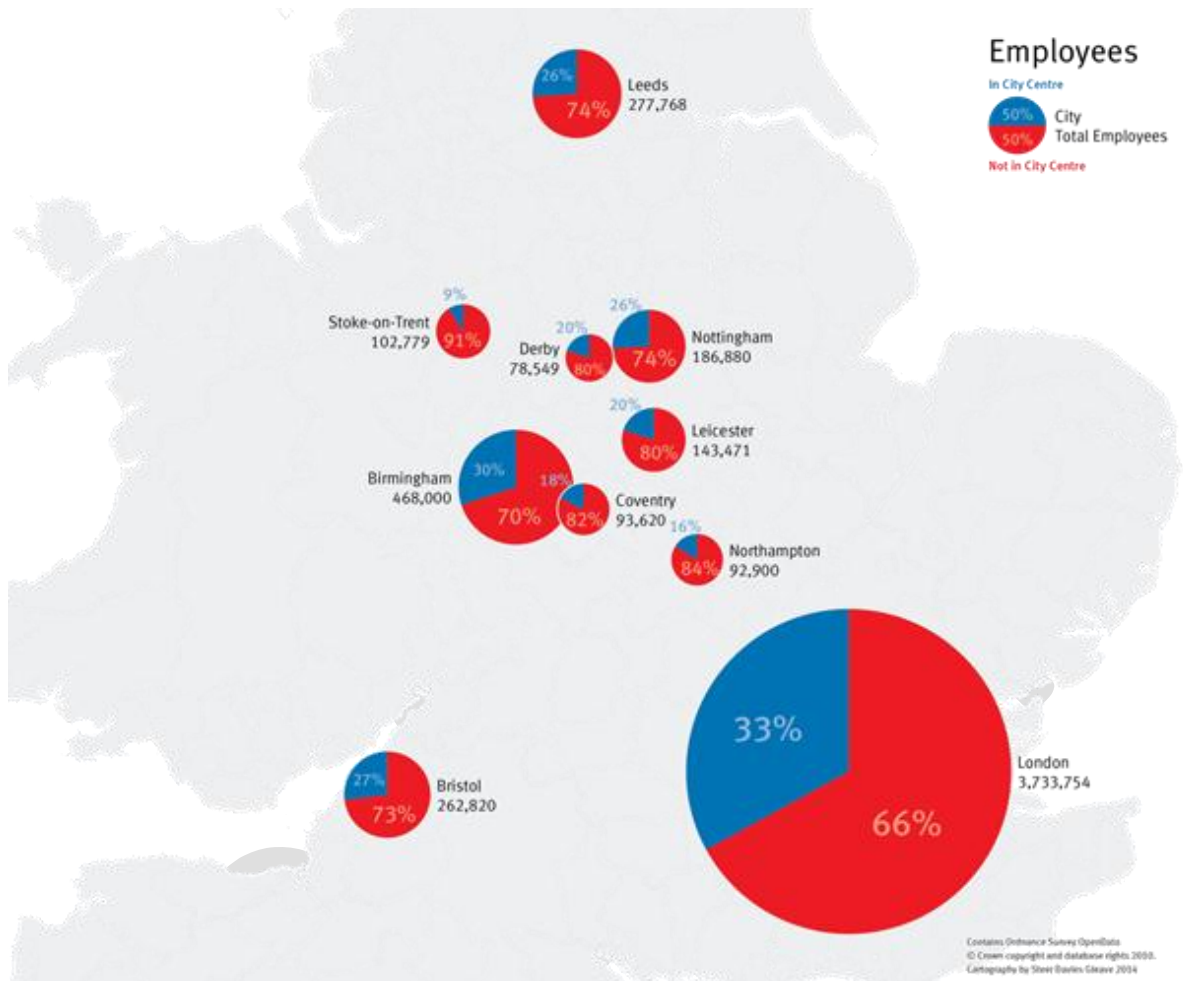 Employees
In City Centre
50%
City
Total Employees
50%
Not in City Centre
26%
74%
Leeds
277,768
9%
Stoke-on-Trent
102,779
91%
20%
Derby
78,549
80%
26%
Nottingham
186,880
74%
20%
Leicester
143,471
80%
Birmingham
468,000
30%
70%
18%
Coventry
93,620
82%
16%
Northampton
92,900
84%
33%
66%
London
3,733,754
27%
73%
Bristol
262,820
Contains Ordnance Survey OpenData
© Crown copyright and database rights 2010.
Cartography by Steer Davies Gleave 2014